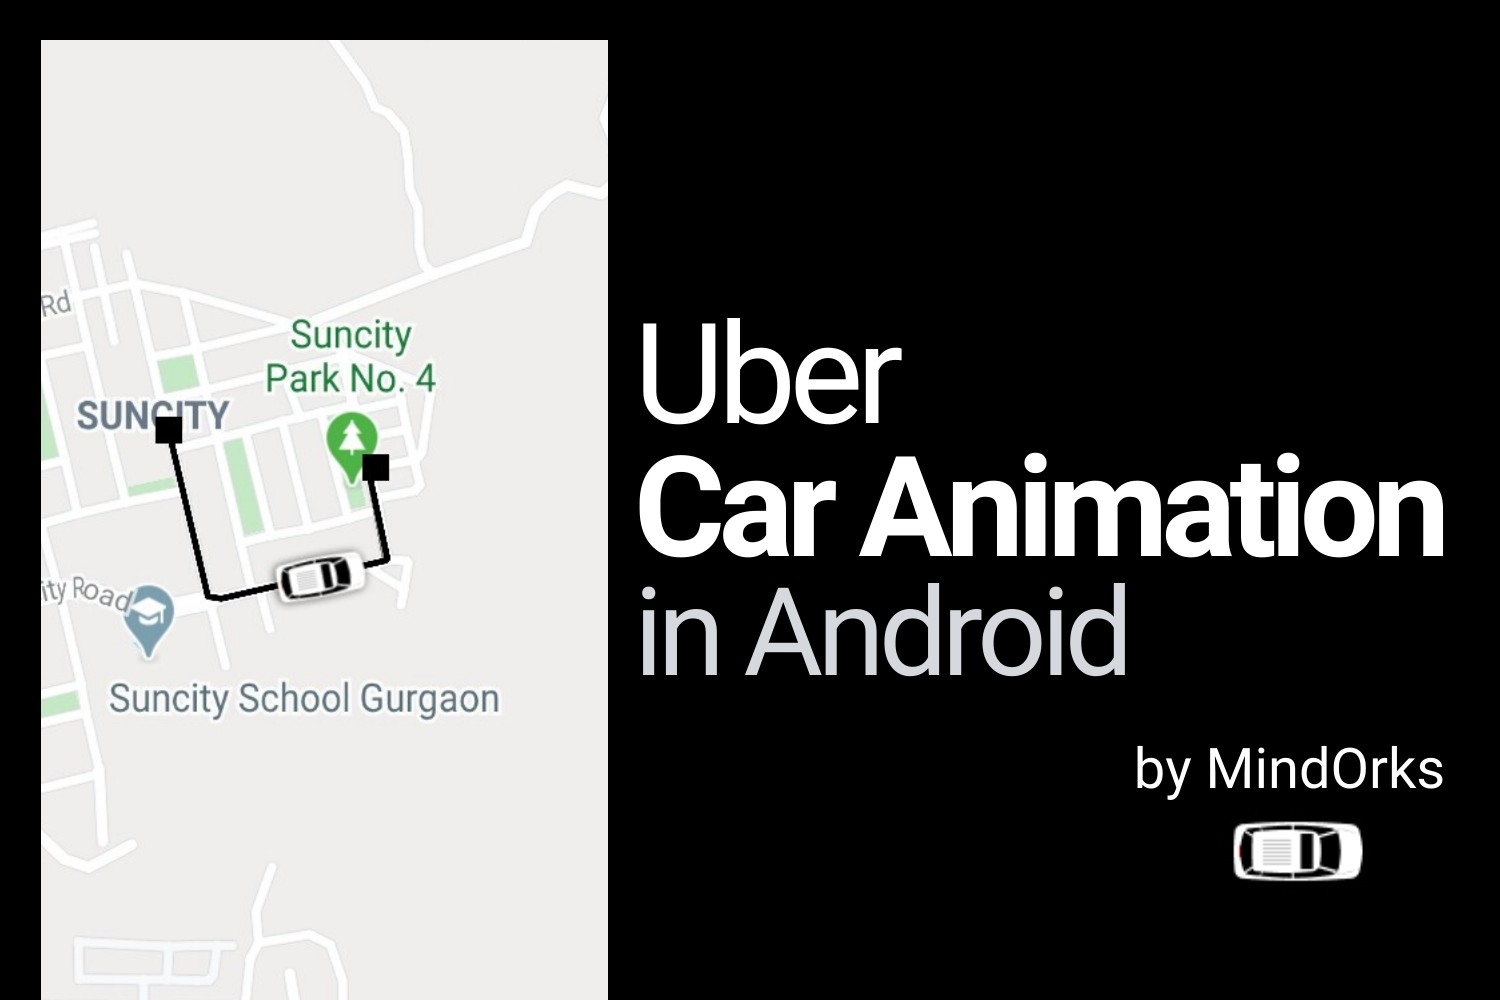 Rd
Suncity
Park No. 4
SUNCITY
ity Road
Suncity School Gurgaon
Uber
Car Animation
in Android
by MindOrks